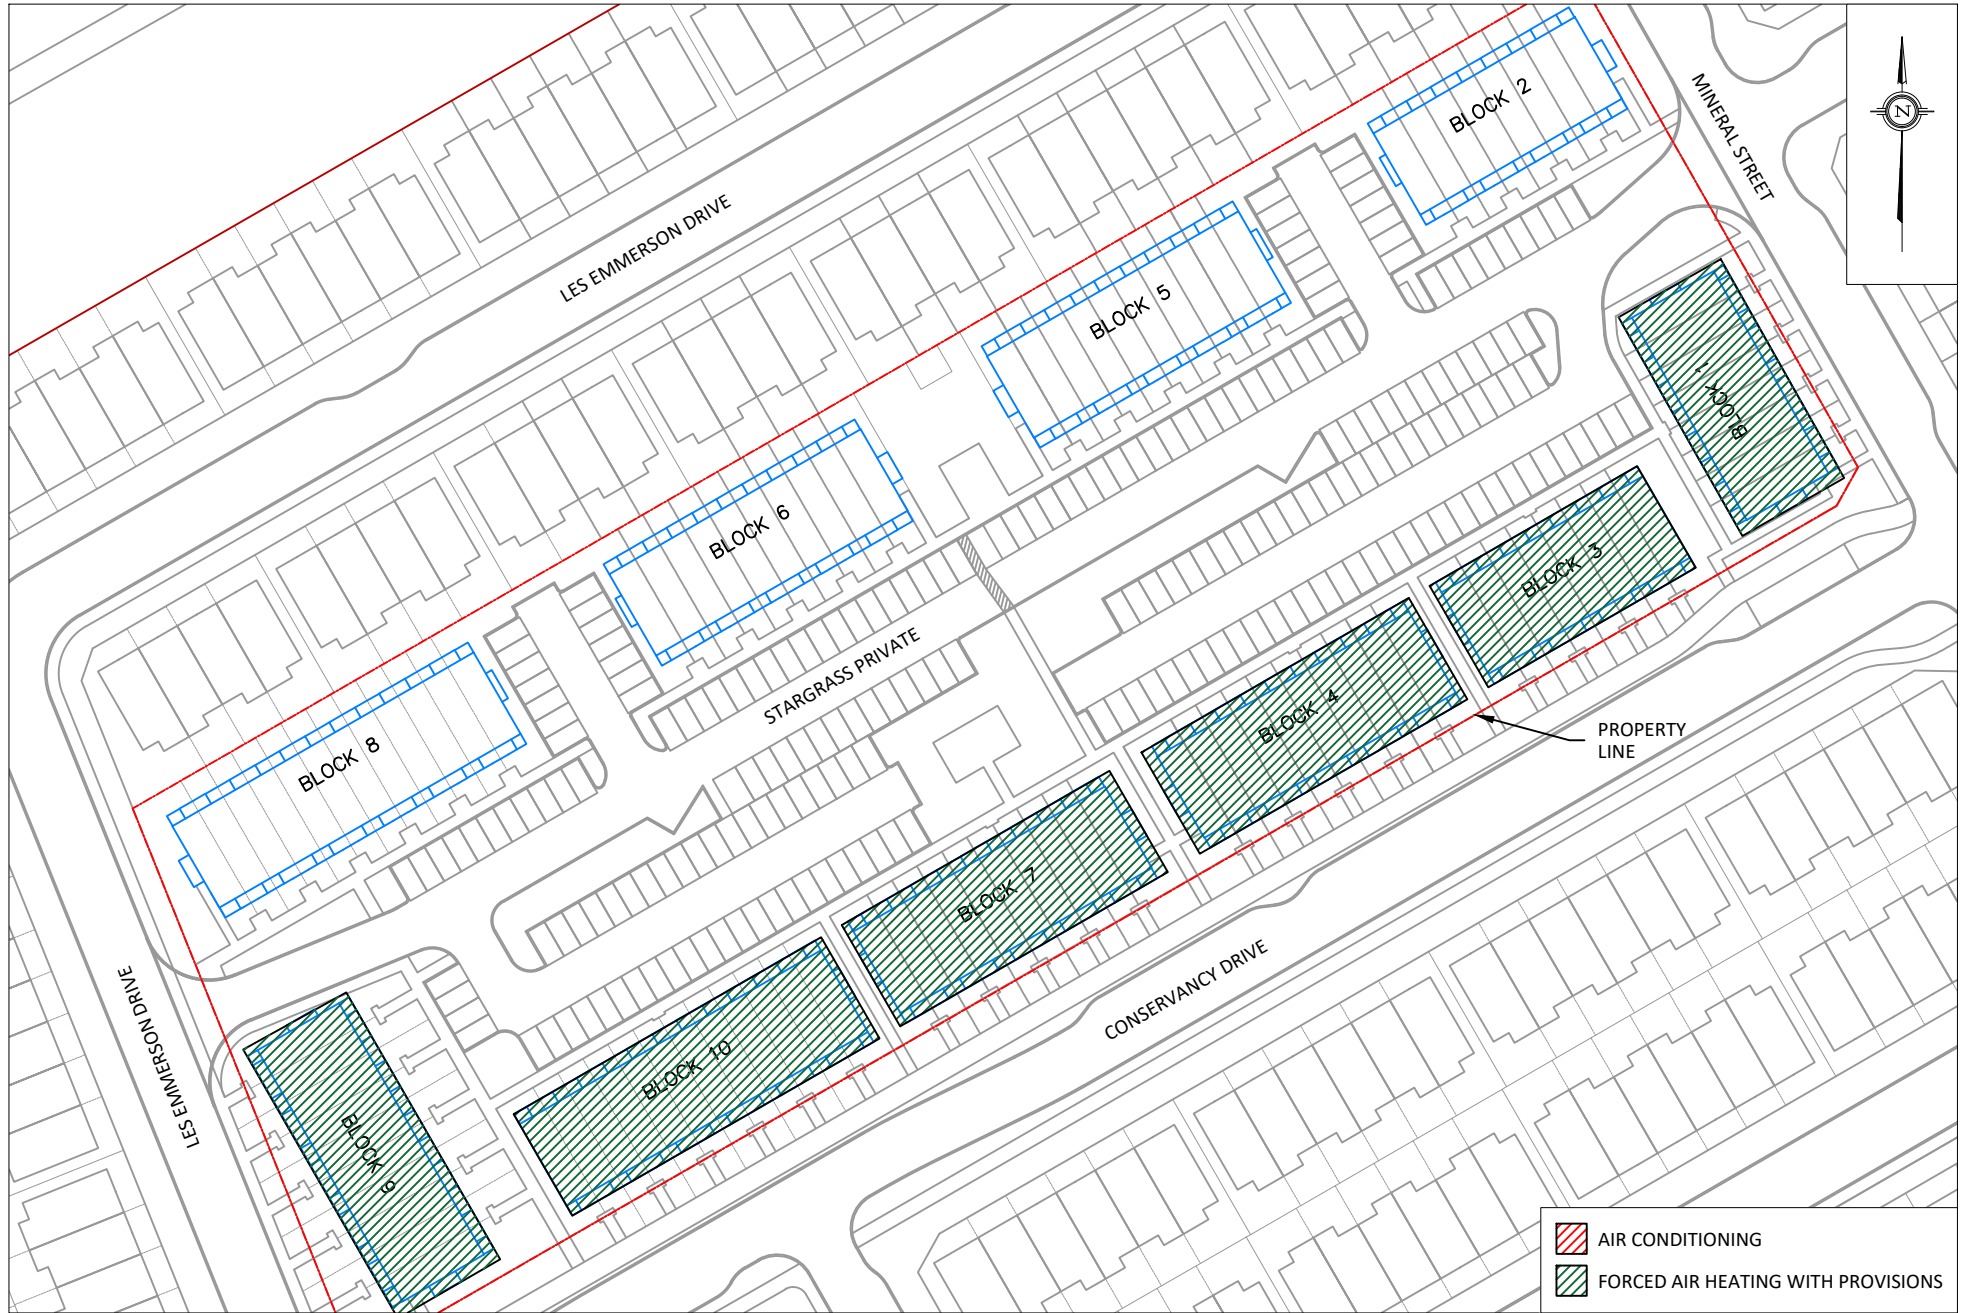 BLOCK 2
MINERAL STREET
N
LES EMMERSON DRIVE
BLOCK 5
BLOCK 1
BLOCK 6
BLOCK 3
STARGRASS PRIVATE
BLOCK 4
BLOCK 8
PROPERTY
LINE
BLOCK 7
CONSERVANCY DRIVE
LES EMMERSON DRIVE
BLOCK 10
BLOCK 9
AIR CONDITIONING
FORCED AIR HEATING WITH PROVISIONS